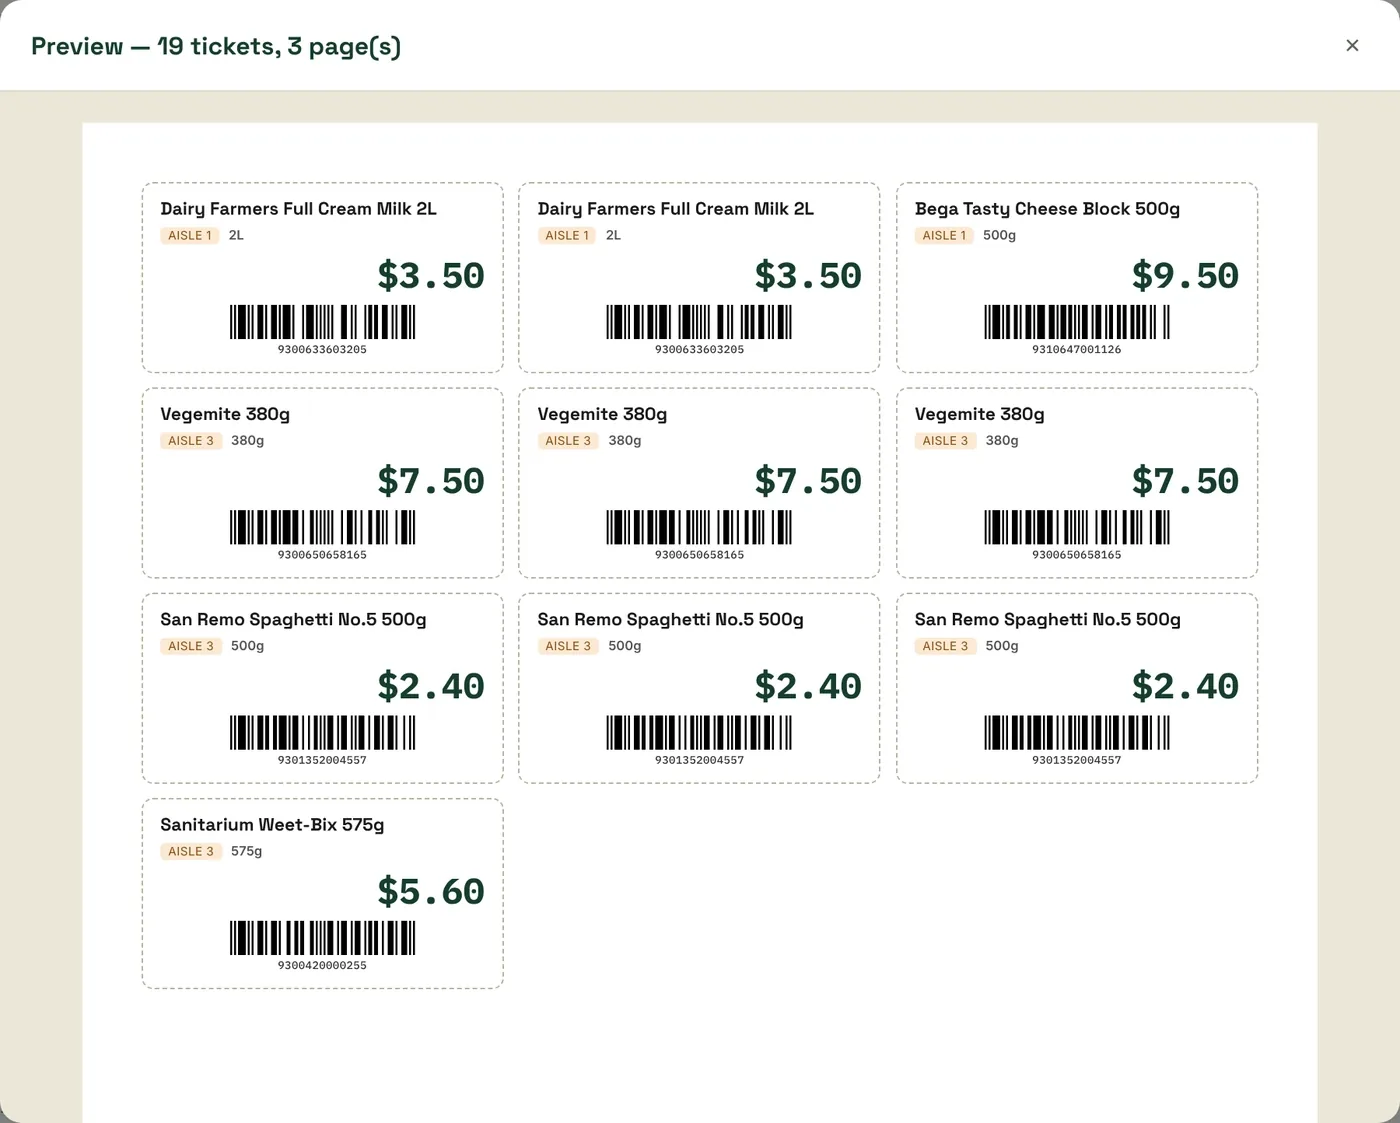 Preview — 19 tickets, 3 page(s)
Dairy Farmers Full Cream Milk 2L
AISLE 1 2L
$3.50
9300633603205
Dairy Farmers Full Cream Milk 2L
AISLE 1 2L
$3.50
9300633603205
Bega Tasty Cheese Block 500g
AISLE 1 500g
$9.50
9310647001126
Vegemite 380g
AISLE 3 380g
$7.50
9300650658165
Vegemite 380g
AISLE 3 380g
$7.50
9300650658165
Vegemite 380g
AISLE 3 380g
$7.50
9300650658165
San Remo Spaghetti No.5 500g
AISLE 3 500g
$2.40
9301352004557
San Remo Spaghetti No.5 500g
AISLE 3 500g
$2.40
9301352004557
San Remo Spaghetti No.5 500g
AISLE 3 500g
$2.40
9301352004557
Sanitarium Weet-Bix 575g
AISLE 3 575g
$5.60
9300420000255